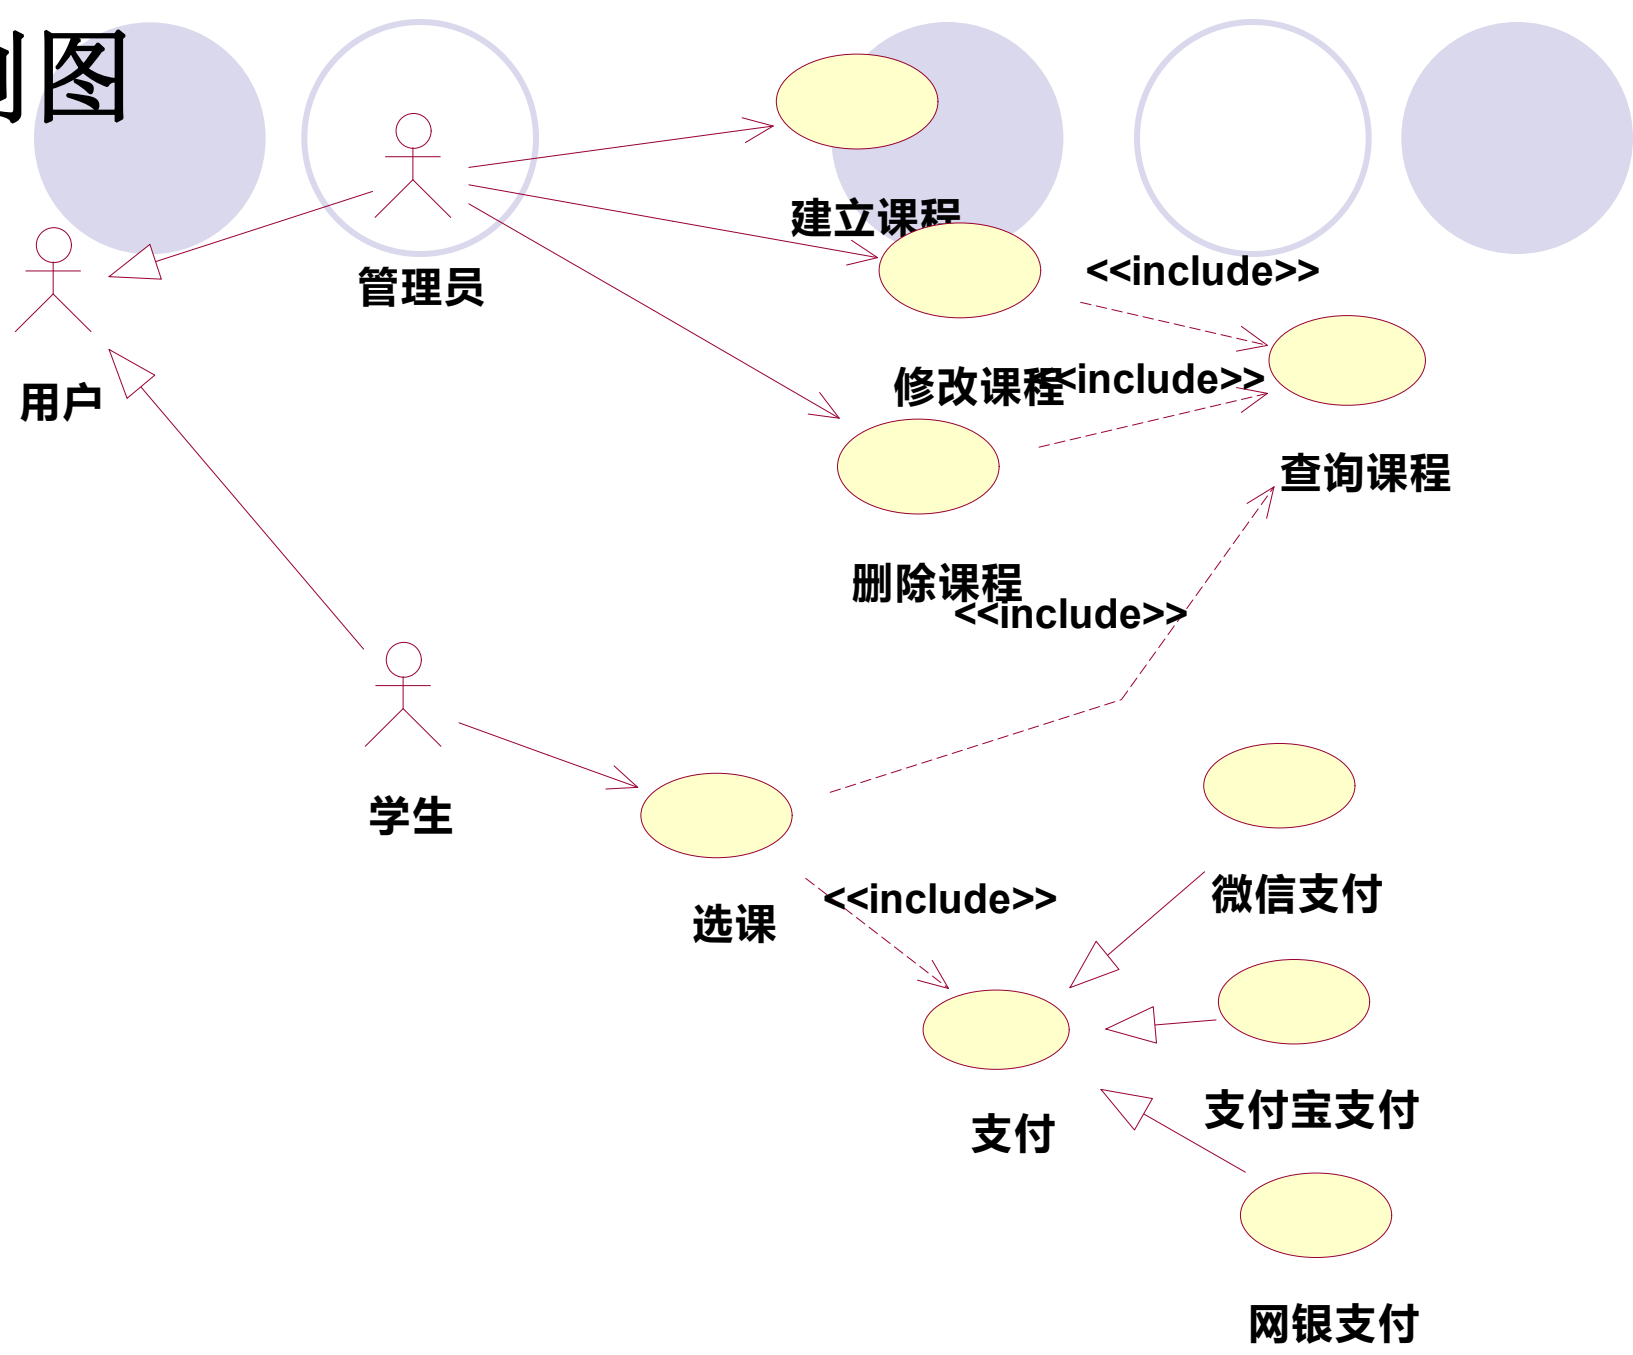 图
建立课程
管理员
<<include>>
用户
修改课程
<<include>>
查询课程
删除课程
<<include>>
学生
选课
<<include>>
微信支付
支付
支付宝支付
网银支付